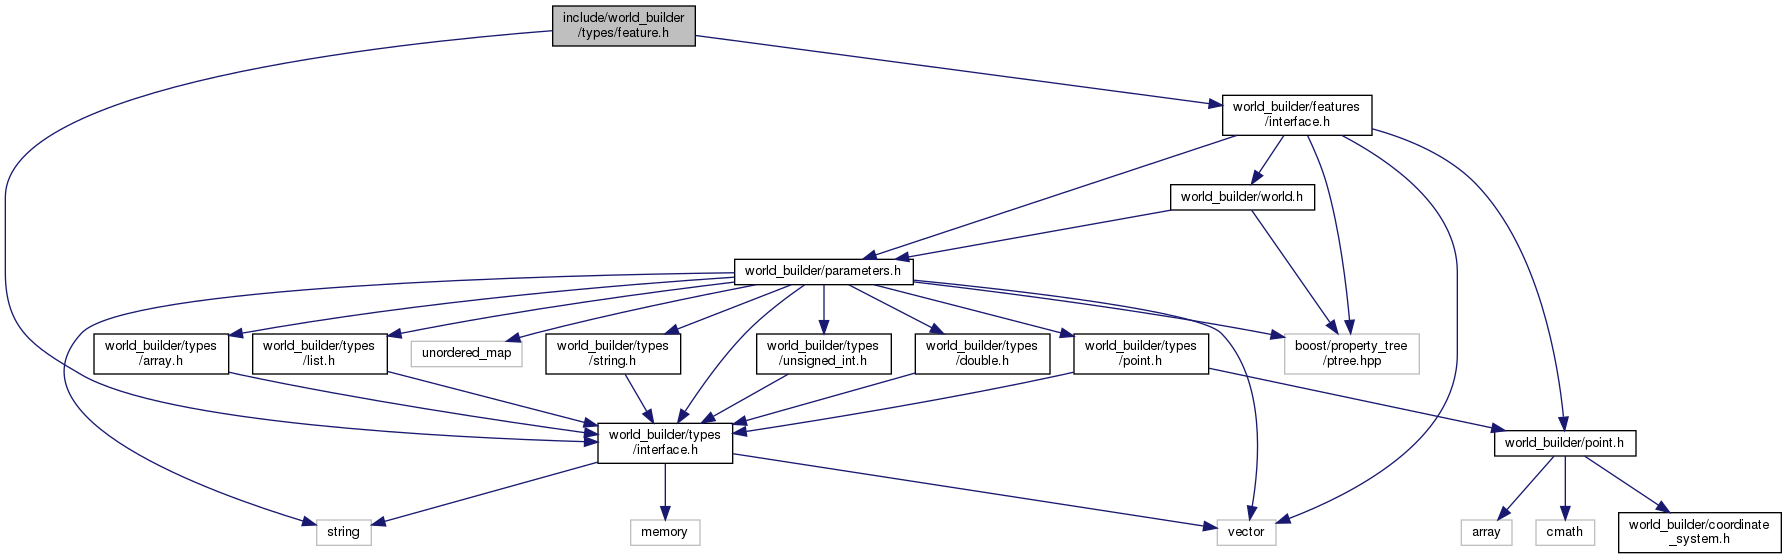 include/world_builder
/types/feature.h
world_builder/features
/interface.h
world_builder/world.h
world_builder/parameters.h
world_builder/types
/array.h
world_builder/types
/list.h
unordered_map
world_builder/types
/string.h
world_builder/types
/unsigned_int.h
world_builder/types
/double.h
world_builder/types
/point.h
boost/property_tree
/ptree.hpp
world_builder/types
/interface.h
world_builder/point.h
string
memory
vector
array
cmath
world_builder/coordinate
_system.h